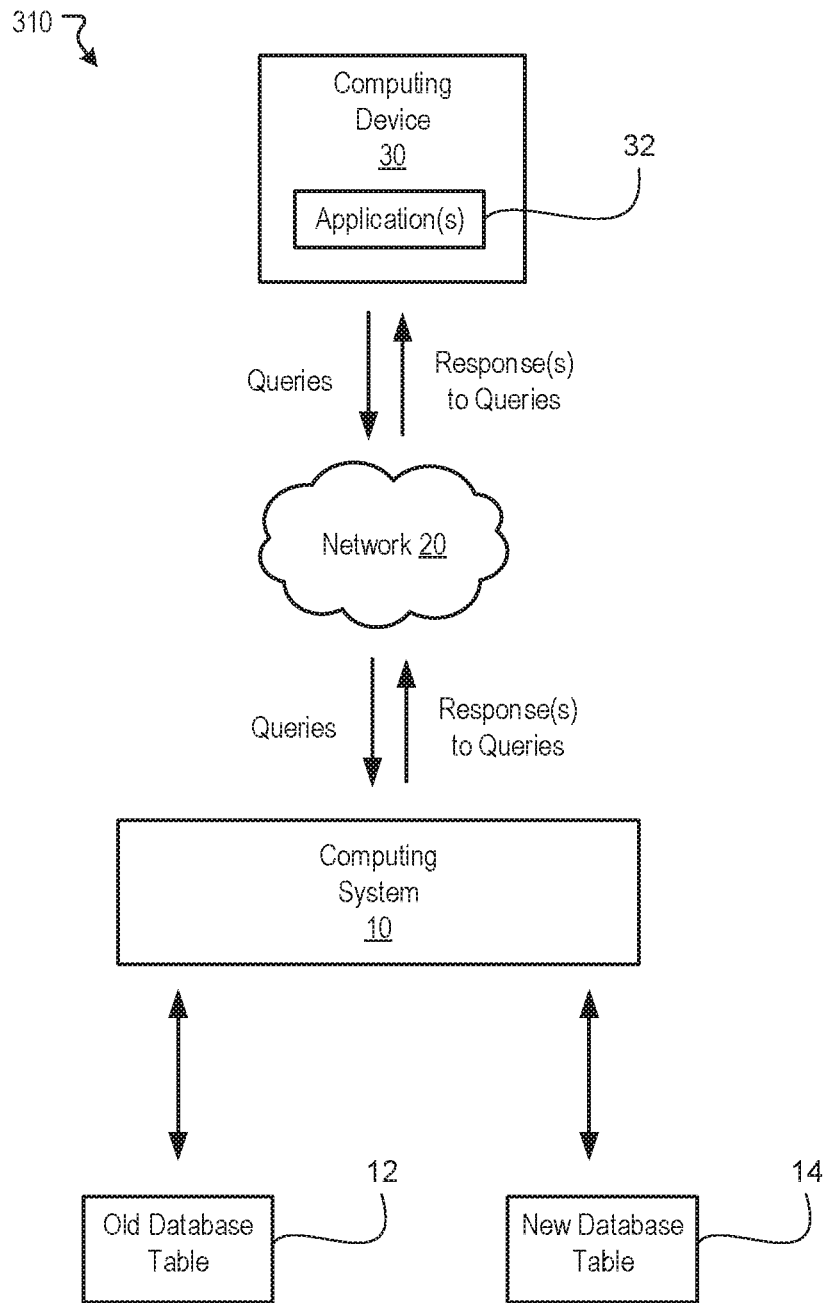 310
Computing
Device
30
32
Application(s)
Queries
Response(s)
to Queries
Network 20
Queries
Response(s)
to Queries
Computing
System
10
12
14
Old Database
Table
New Database
Table